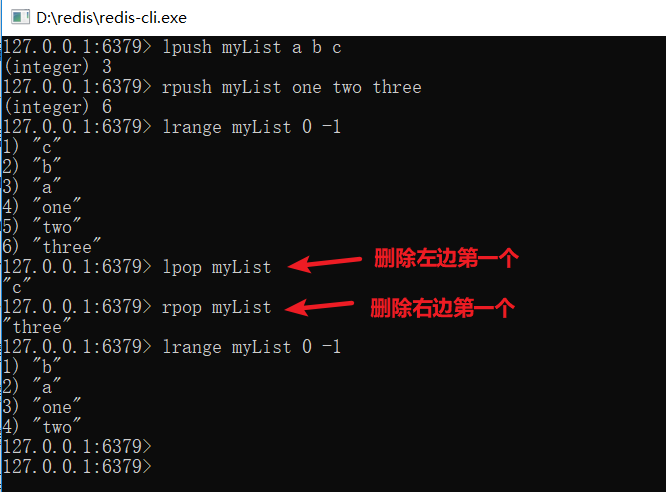 D:\redis\redis-cli.exe
127.0.0.1:6379> lpush myList a b c
(integer) 3
127.0.0.1:6379> rpush myList one two three
(integer) 6
127.0.0.1:6379> lrange myList 0 -1
1) "c"
2) "b"
3) "a"
4) "one"
5) "two"
6) "three"
127.0.0.1:6379> lpop myList 删除左边第一个
"c"
127.0.0.1:6379> rpop myList 删除右边第一个
"three"
127.0.0.1:6379> lrange myList 0 -1
1) "b"
2) "a"
3) "one"
4) "two"
127.0.0.1:6379>
127.0.0.1:6379>